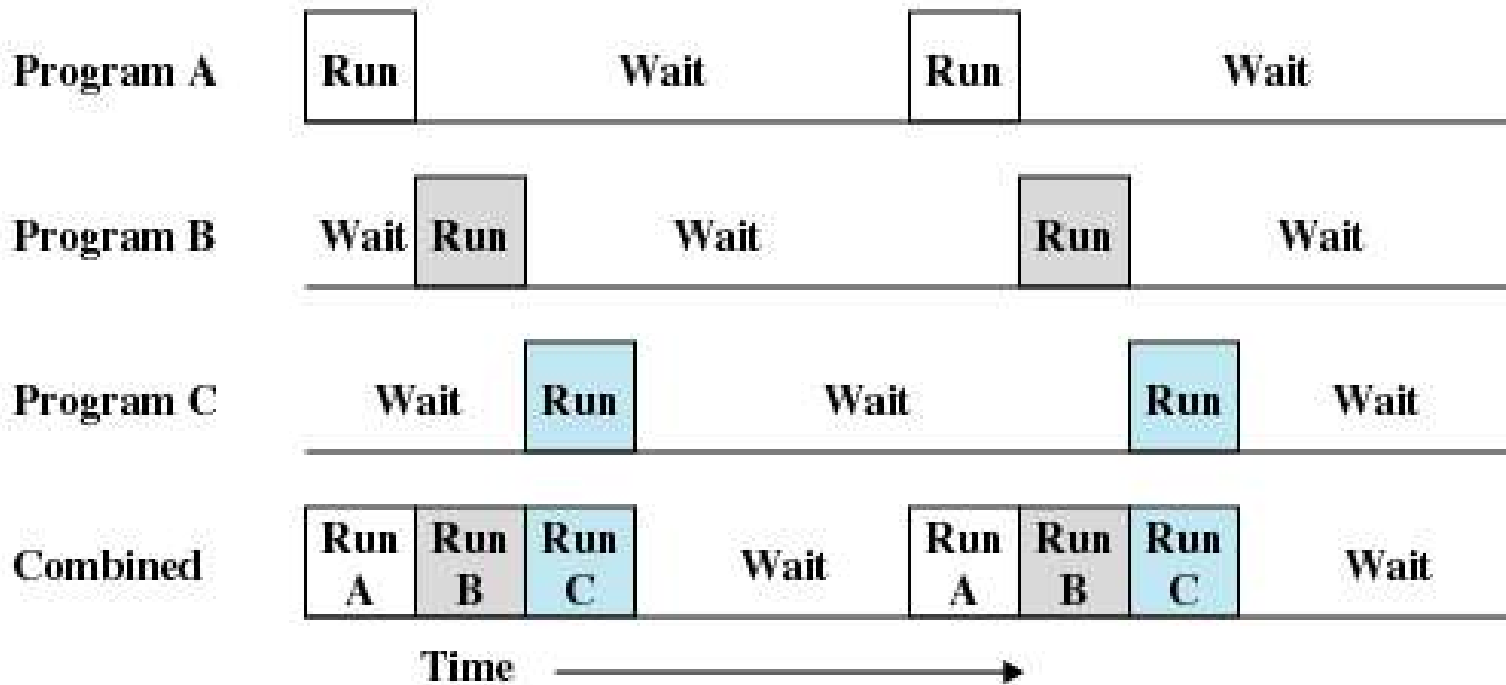 Program A Run Wait Run Wait
Program B Wait Run Wait Run Wait
Program C Wait Run Wait Run Wait
Combined Run A Run B Run C Wait Run A Run B Run C Wait
Time